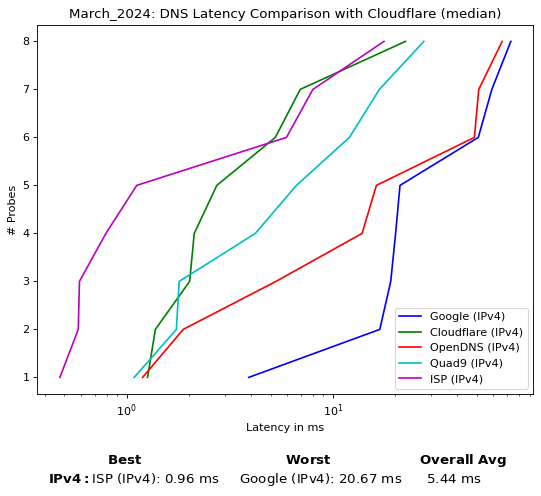 March_2024: DNS Latency Comparison with Cloudflare (median)
8
7
6
5
4
3
2
1
# Probes
Google (IPv4)
Cloudflare (IPv4)
OpenDNS (IPv4)
Quad9 (IPv4)
ISP (IPv4)
10⁰ 10¹
Latency in ms
Best Worst Overall Avg
IPv4: ISP (IPv4): 0.96 ms Google (IPv4): 20.67 ms 5.44 ms